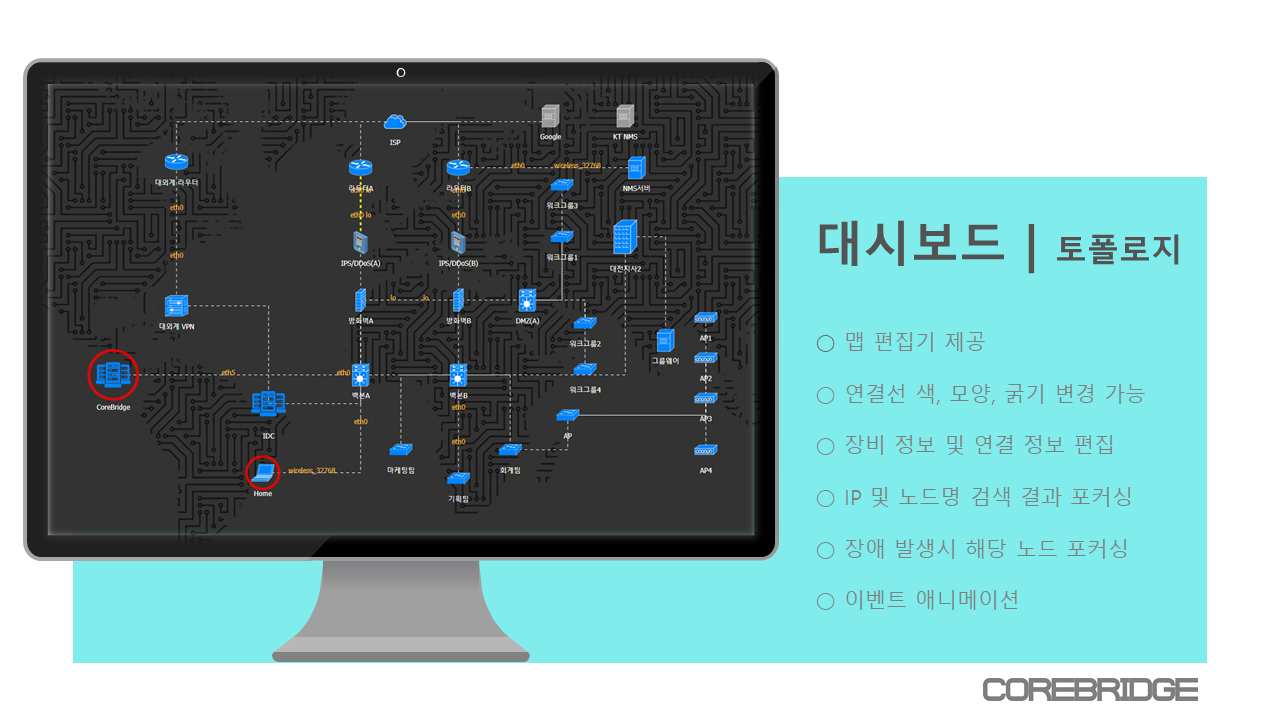 ISP
Google
KT NMS
대외계 라우터
라우터A
라우터B
eth0
wireless_32768
NMS서버
워크그룹3
eth0
eth0 lo
eth0
eth0
IPS/DDoS(A)
IPS/DDoS(B)
워크그룹1
대전지사2
대외계 VPN
방화벽A
lo
lo
방화벽B
DMZ(A)
워크그룹2
그룹웨어
AP1
CoreBridge
eth5
eth0
백본A
백본B
워크그룹4
AP2
IDC
eth0
eth0
AP3
eth0
AP
Home
wireless_32768
마케팅팀
기획팀
회계팀
AP4
대시보드 | 토폴로지
○ 맵 편집기 제공
○ 연결선 색, 모양, 굵기 변경 가능
○ 장비 정보 및 연결 정보 편집
○ IP 및 노드명 검색 결과 포커싱
○ 장애 발생시 해당 노드 포커싱
○ 이벤트 애니메이션
COREBRIDGE